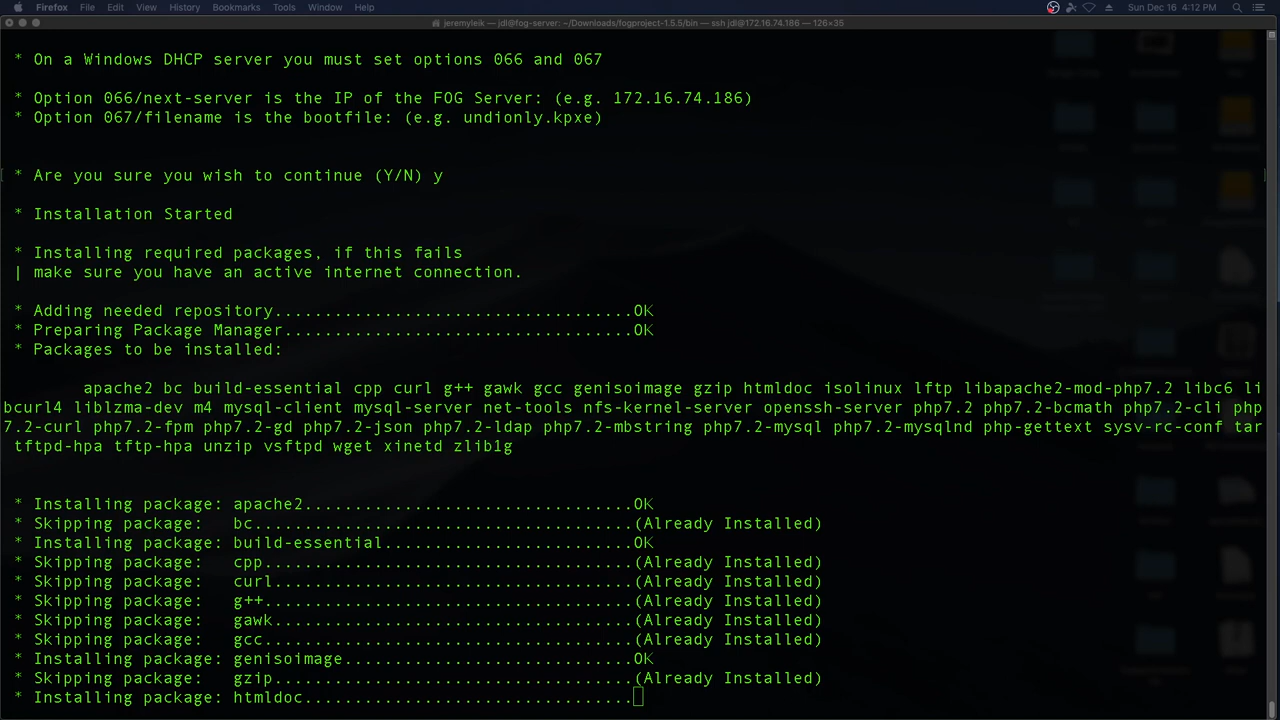 Firefox File Edit View History Bookmarks Tools Window Help Sun Dec 16 4:12 PM
jeremyleik — jdl@fog-server: ~/Downloads/fogproject-1.5.5/bin — ssh jdl@172.16.74.186 — 126×35
* On a Windows DHCP server you must set options 066 and 067
* Option 066/next-server is the IP of the FOG Server: (e.g. 172.16.74.186)
* Option 067/filename is the bootfile: (e.g. undionly.kpxe)
* Are you sure you wish to continue (Y/N) y
* Installation Started
* Installing required packages, if this fails
| make sure you have an active internet connection.
* Adding needed repository....................................OK
* Preparing Package Manager...................................OK
* Packages to be installed:
apache2 bc build-essential cpp curl g++ gawk gcc genisoimage gzip htmldoc isolinux lftp libapache2-mod-php7.2 libc6 li
bcurl4 liblzma-dev m4 mysql-client mysql-server net-tools nfs-kernel-server openssh-server php7.2 php7.2-bcmath php7.2-cli php
7.2-curl php7.2-fpm php7.2-gd php7.2-json php7.2-ldap php7.2-mbstring php7.2-mysql php7.2-mysqlnd php-gettext sysv-rc-conf tar
tftpd-hpa tftp-hpa unzip vsftpd wget xinetd zlib1g
* Installing package: apache2.................................OK
* Skipping package: bc......................................(Already Installed)
* Installing package: build-essential.........................OK
* Skipping package: cpp.....................................(Already Installed)
* Skipping package: curl....................................(Already Installed)
* Skipping package: g++.....................................(Already Installed)
* Skipping package: gawk....................................(Already Installed)
* Skipping package: gcc.....................................(Already Installed)
* Installing package: genisoimage.............................OK
* Skipping package: gzip....................................(Already Installed)
* Installing package: htmldoc.................................